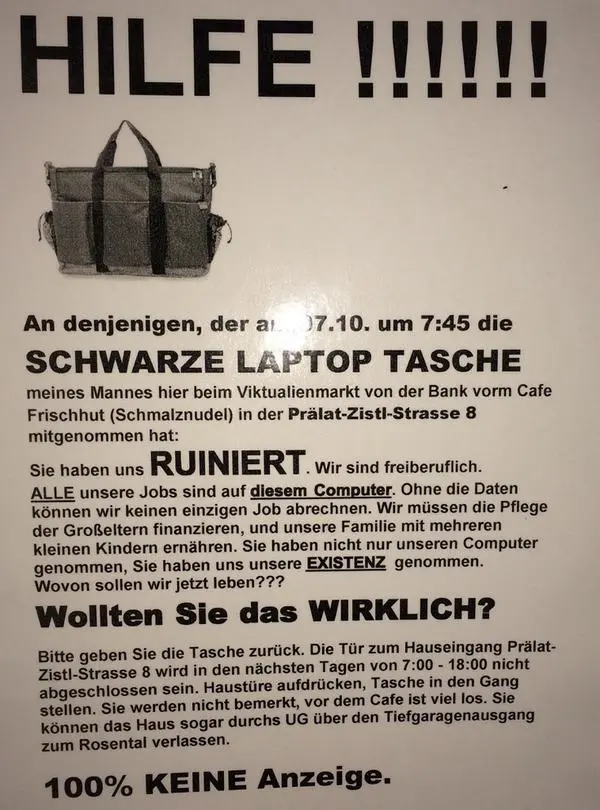 HILFE !!!!!!
An denjenigen, der 07.10. um 7:45 die
SCHWARZE LAPTOP TASCHE
meines Mannes hier beim Viktualienmarkt von der Bank vorm Cafe
Frischhut (Schmalznudel) in der Prälat-Zistl-Strasse 8
mitgenommen hat:
Sie haben uns RUINIERT. Wir sind freiberuflich.
ALLE unsere Jobs sind auf diesem Computer. Ohne die Daten
können wir keinen einzigen Job abrechnen. Wir müssen die Pflege
der Großeltern finanzieren, und unsere Familie mit mehreren
kleinen Kindern ernähren. Sie haben nicht nur unseren Computer
genommen, Sie haben uns unsere EXISTENZ genommen.
Wovon sollen wir jetzt leben???
Wollten Sie das WIRKLICH?
Bitte geben Sie die Tasche zurück. Die Tür zum Hauseingang Prälat-
Zistl-Strasse 8 wird in den nächsten Tagen von 7:00 - 18:00 nicht
abgeschlossen sein. Haustüre aufdrücken, Tasche in den Gang
stellen. Sie werden nicht bemerkt, vor dem Cafe ist viel los. Sie
können das Haus sogar durchs UG über den Tiefgaragenausgang
zum Rosental verlassen.
100% KEINE Anzeige.